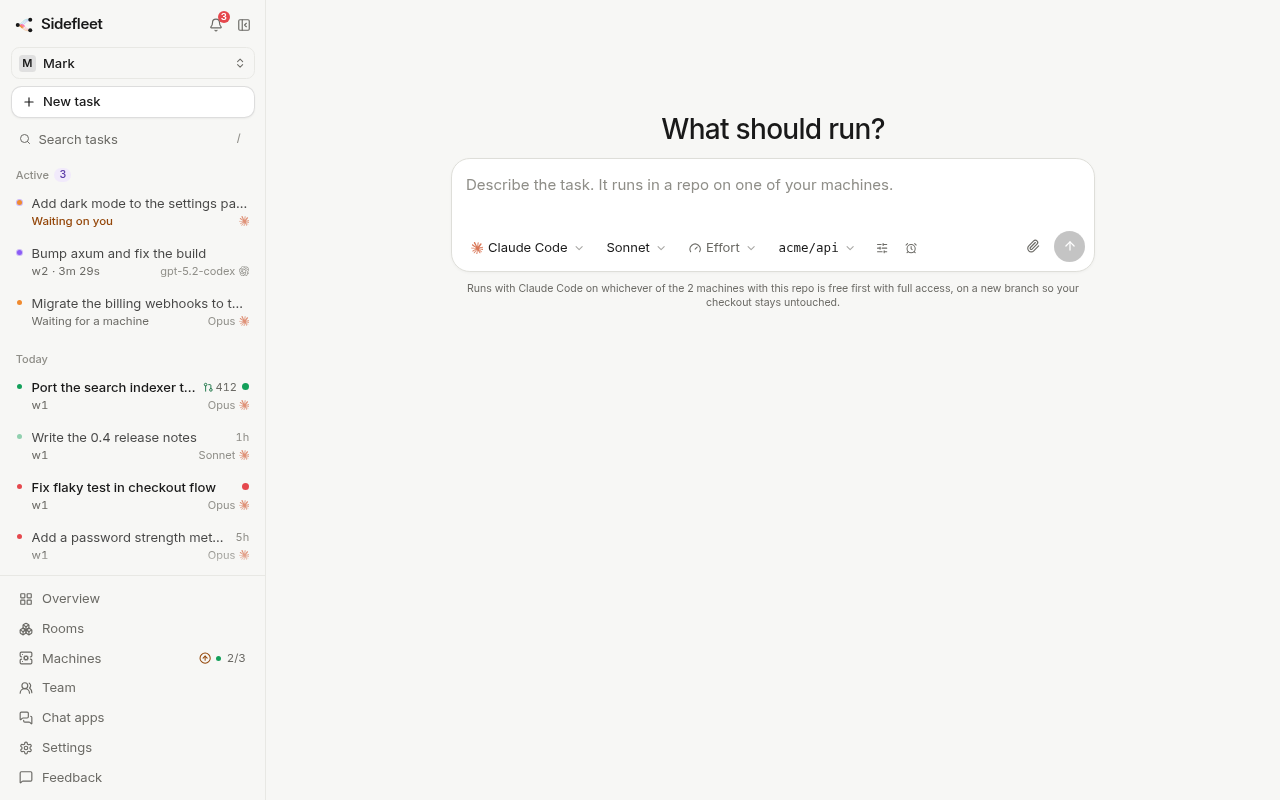 Sidefleet
3
M Mark
New task
Search tasks /
Active 3
Add dark mode to the settings pa...
Waiting on you
Bump axum and fix the build
w2 · 3m 29s gpt-5.2-codex
Migrate the billing webhooks to t...
Waiting for a machine Opus
Today
Port the search indexer t... 412
w1 Opus
Write the 0.4 release notes 1h
w1 Sonnet
Fix flaky test in checkout flow
w1 Opus
Add a password strength met... 5h
w1 Opus
Overview
Rooms
Machines 2/3
Team
Chat apps
Settings
Feedback
What should run?
Describe the task. It runs in a repo on one of your machines.
Claude Code Sonnet Effort acme/api
Runs with Claude Code on whichever of the 2 machines with this repo is free first with full access, on a new branch so your
checkout stays untouched.